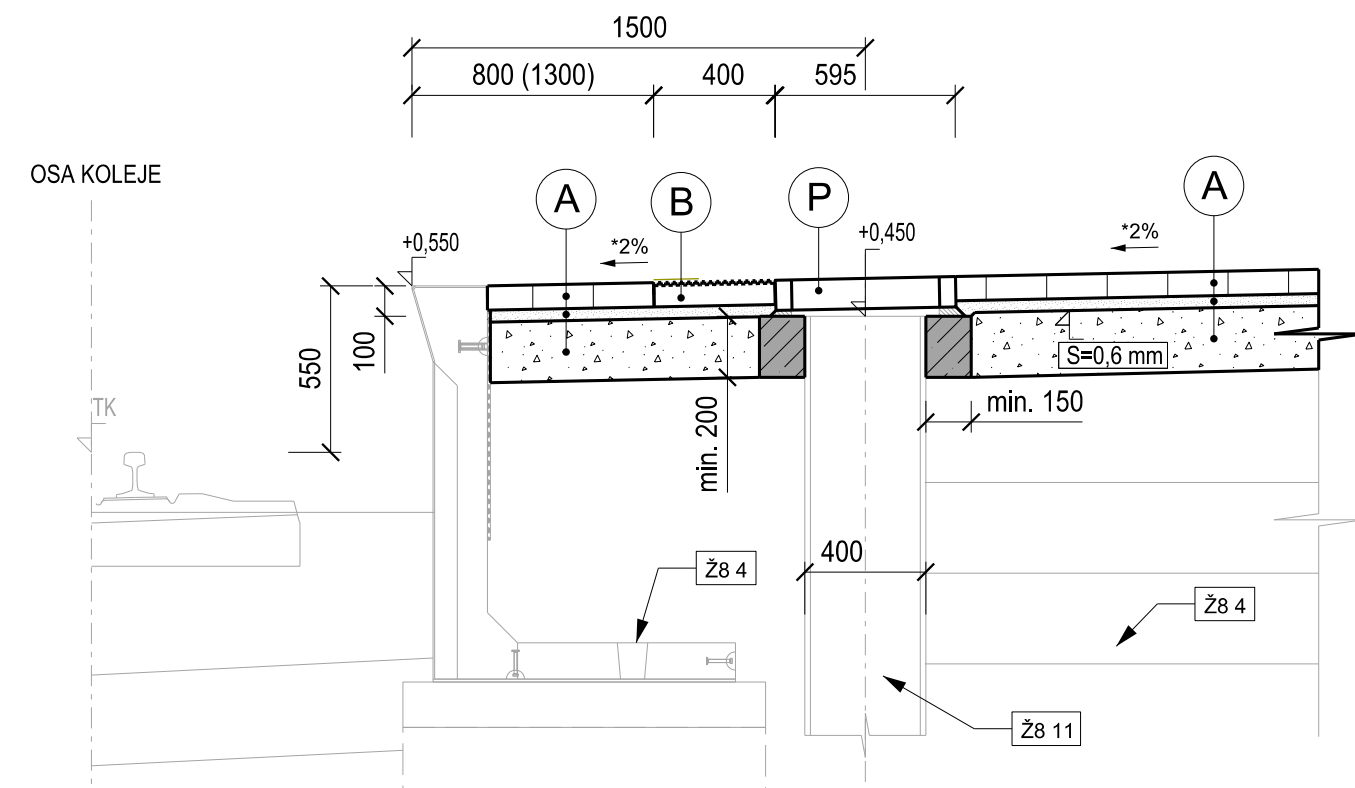 1500
800 (1300)
400
595
OSA KOLEJE
A
B
P
A
+0,550
*2%
+0,450
*2%
550
100
S=0,6 mm
TK
min. 200
min. 150
400
Ž8 4
Ž8 4
Ž8 11